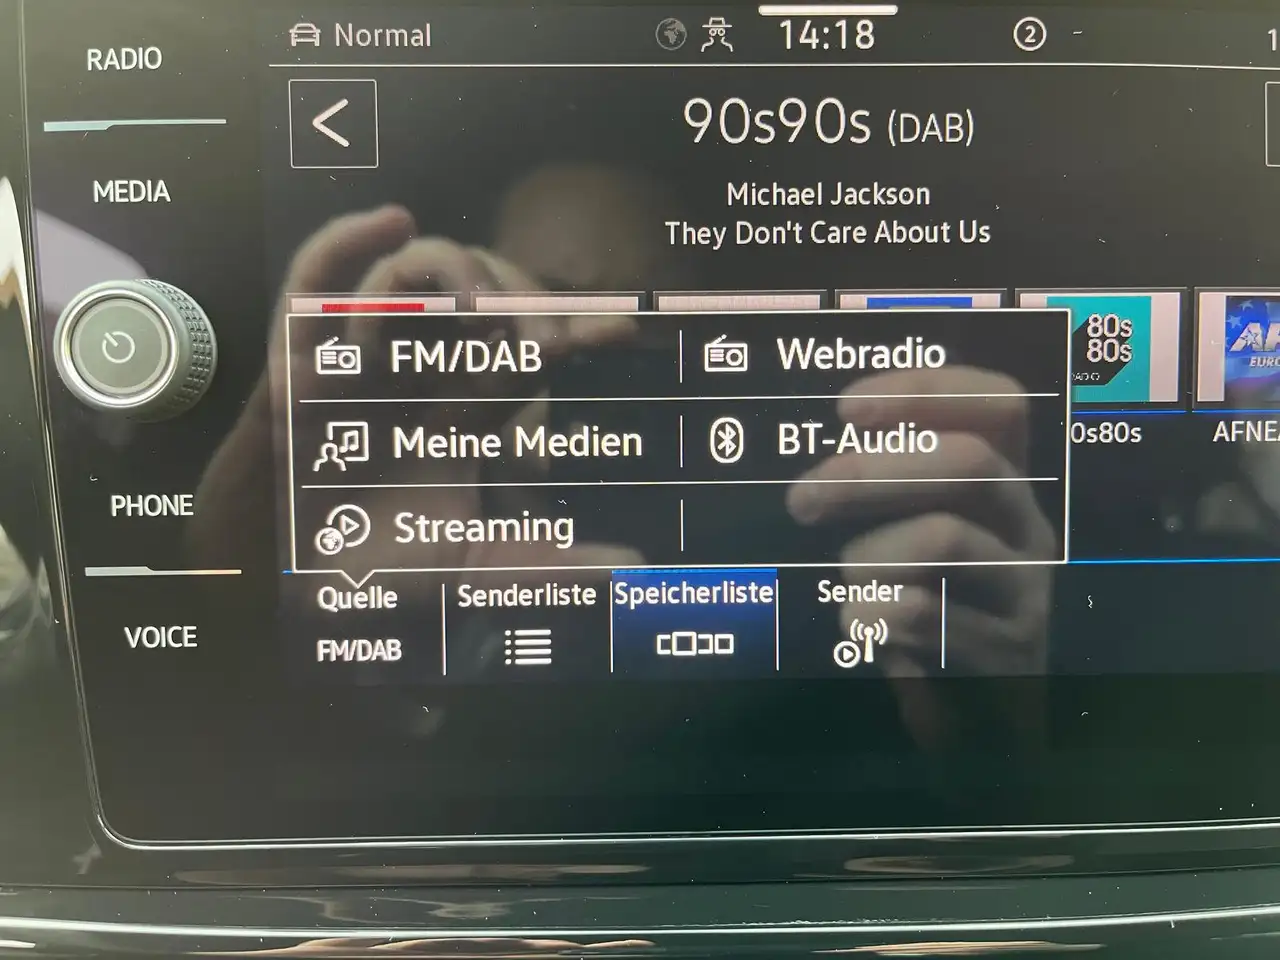 RADIO
MEDIA
PHONE
VOICE
Normal
14:18
2 -
90s90s (DAB)
Michael Jackson
They Don't Care About Us
80s
80s
EURO
0s80s
AFNE
FM/DAB
Webradio
Meine Medien
BT-Audio
Streaming
Quelle
FM/DAB
Senderliste
Speicherliste
Sender